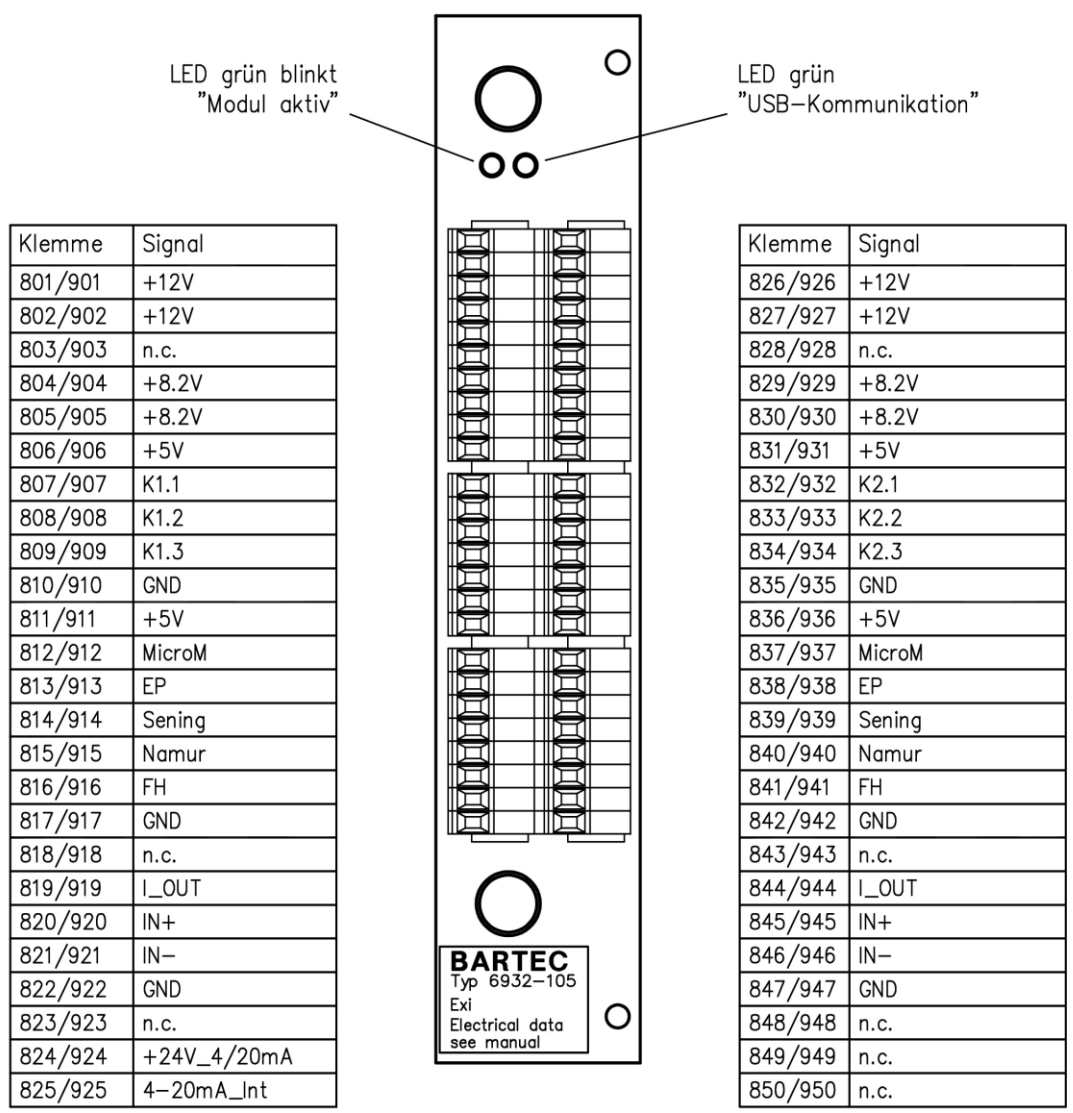 LED grün blinkt
"Modul aktiv"
LED grün
"USB-Kommunikation"
Klemme Signal
801/901 +12V
802/902 +12V
803/903 n.c.
804/904 +8.2V
805/905 +8.2V
806/906 +5V
807/907 K1.1
808/908 K1.2
809/909 K1.3
810/910 GND
811/911 +5V
812/912 MicroM
813/913 EP
814/914 Sening
815/915 Namur
816/916 FH
817/917 GND
818/918 n.c.
819/919 I_OUT
820/920 IN+
821/921 IN-
822/922 GND
823/923 n.c.
824/924 +24V_4/20mA
825/925 4-20mA_Int
BARTEC
Typ 6932-105
Exi
Electrical data
see manual
Klemme Signal
826/926 +12V
827/927 +12V
828/928 n.c.
829/929 +8.2V
830/930 +8.2V
831/931 +5V
832/932 K2.1
833/933 K2.2
834/934 K2.3
835/935 GND
836/936 +5V
837/937 MicroM
838/938 EP
839/939 Sening
840/940 Namur
841/941 FH
842/942 GND
843/943 n.c.
844/944 I_OUT
845/945 IN+
846/946 IN-
847/947 GND
848/948 n.c.
849/949 n.c.
850/950 n.c.